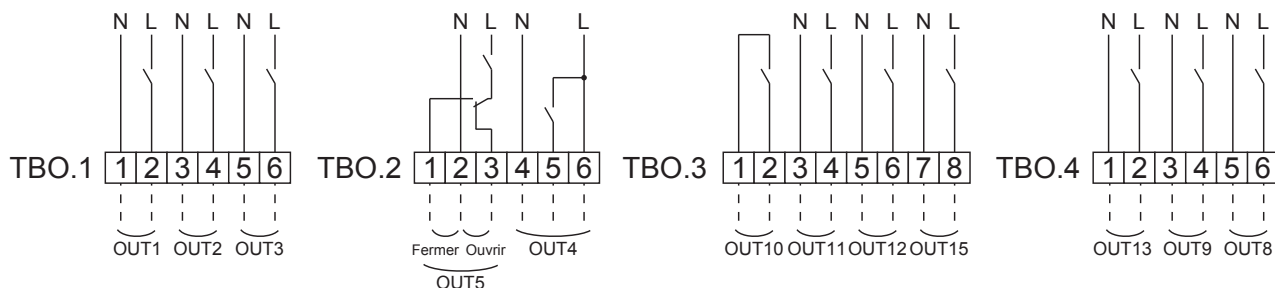 N L N L N L N L N L N L N L N L N L N L N L
TBO.1 1 2 3 4 5 6 TBO.2 1 2 3 4 5 6 TBO.3 1 2 3 4 5 6 7 8 TBO.4 1 2 3 4 5 6
OUT1 OUT2 OUT3 Fermer Ouvrir OUT4 OUT10 OUT11 OUT12 OUT15 OUT13 OUT9 OUT8
OUT5